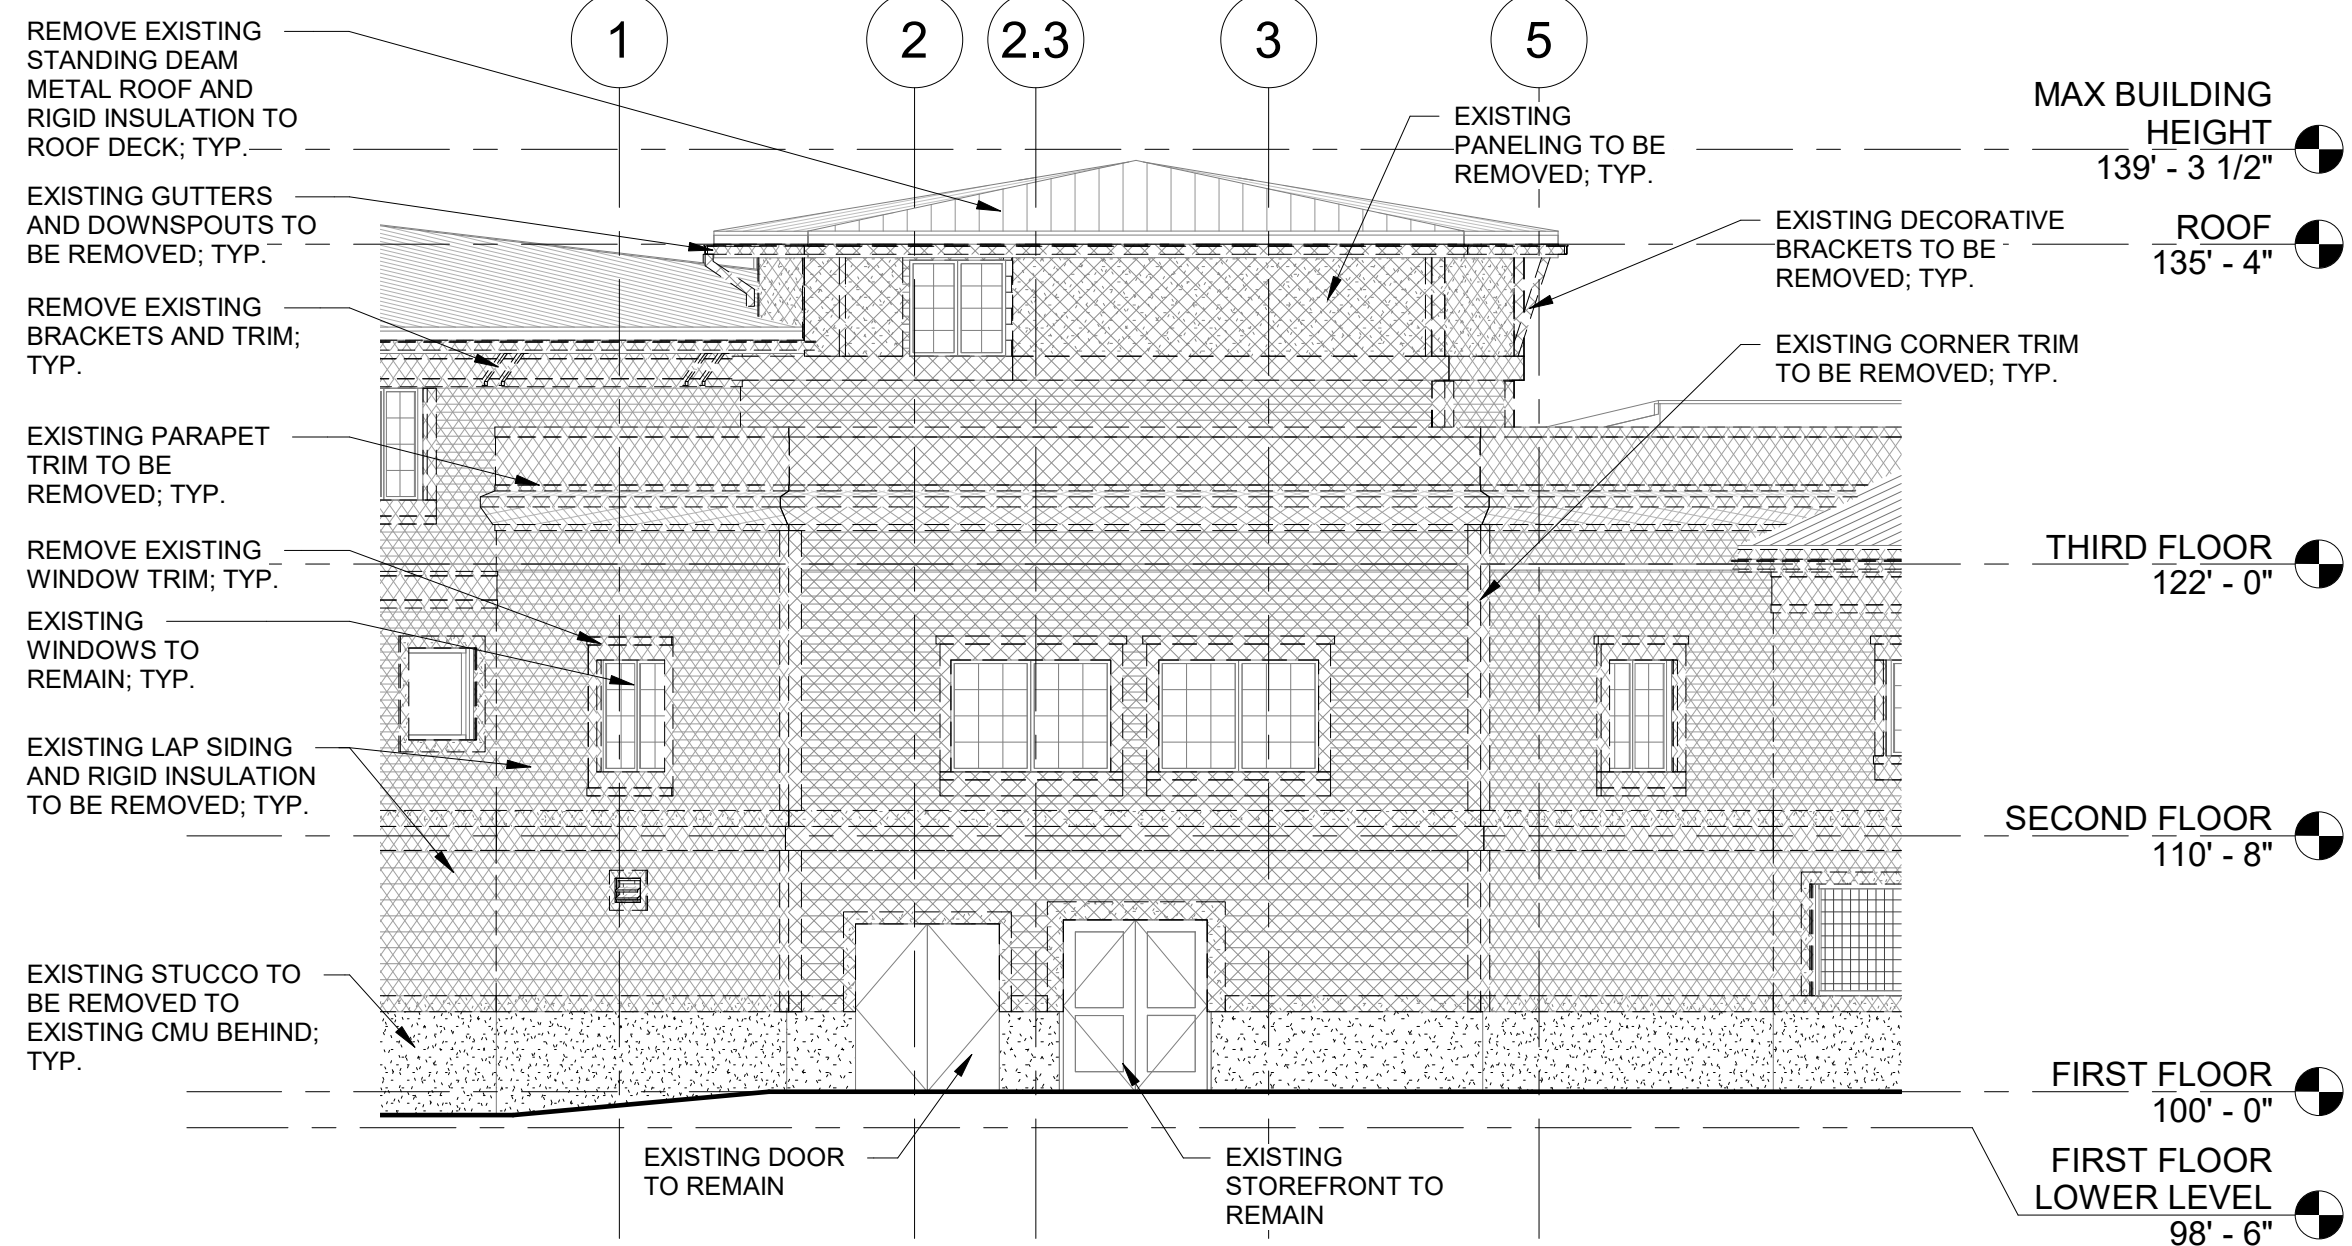 1
2
2.3
3
5
REMOVE EXISTING
STANDING DEAM
METAL ROOF AND
RIGID INSULATION TO
ROOF DECK; TYP.
EXISTING GUTTERS
AND DOWNSPOUTS TO
BE REMOVED; TYP.
REMOVE EXISTING
BRACKETS AND TRIM;
TYP.
EXISTING PARAPET
TRIM TO BE
REMOVED; TYP.
REMOVE EXISTING
WINDOW TRIM; TYP.
EXISTING
WINDOWS TO
REMAIN; TYP.
EXISTING LAP SIDING
AND RIGID INSULATION
TO BE REMOVED; TYP.
EXISTING STUCCO TO
BE REMOVED TO
EXISTING CMU BEHIND;
TYP.
EXISTING DOOR
TO REMAIN
EXISTING
STOREFRONT TO
REMAIN
EXISTING
PANELING TO BE
REMOVED; TYP.
EXISTING DECORATIVE
BRACKETS TO BE
REMOVED; TYP.
EXISTING CORNER TRIM
TO BE REMOVED; TYP.
MAX BUILDING
HEIGHT
139' - 3 1/2"
ROOF
135' - 4"
THIRD FLOOR
122' - 0"
SECOND FLOOR
110' - 8"
FIRST FLOOR
100' - 0"
FIRST FLOOR
LOWER LEVEL
98' - 6"